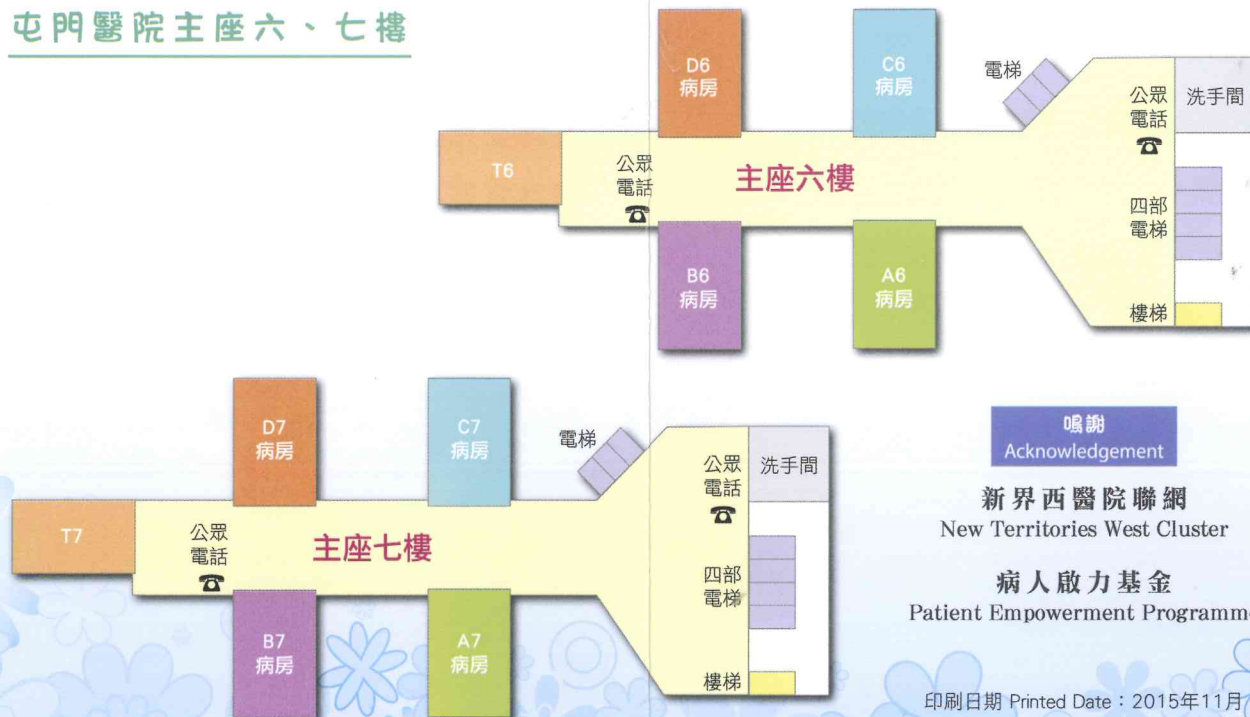 屯門醫院主座六、七樓
D6
病房
C6
病房
電梯
公眾
電話
洗手間
T6
公眾
電話
主座六樓
四部
電梯
B6
病房
A6
病房
樓梯
D7
病房
C7
病房
電梯
公眾
電話
洗手間
T7
公眾
電話
主座七樓
四部
電梯
B7
病房
A7
病房
樓梯
鳴謝
Acknowledgement
新界西醫院聯網
New Territories West Cluster
病人啟力基金
Patient Empowerment Programm
印刷日期 Printed Date：2015年11月